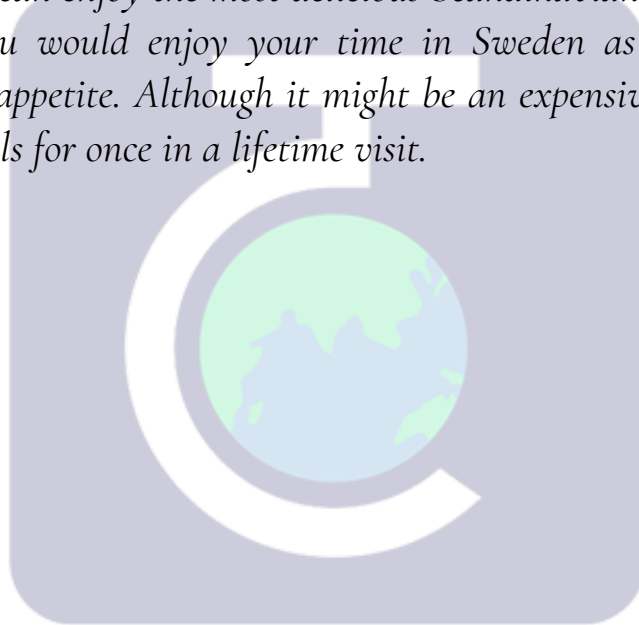 can enjoy the most delicious Scandinavian
u would enjoy your time in Sweden as
appetite. Although it might be an expensiv
ls for once in a lifetime visit.